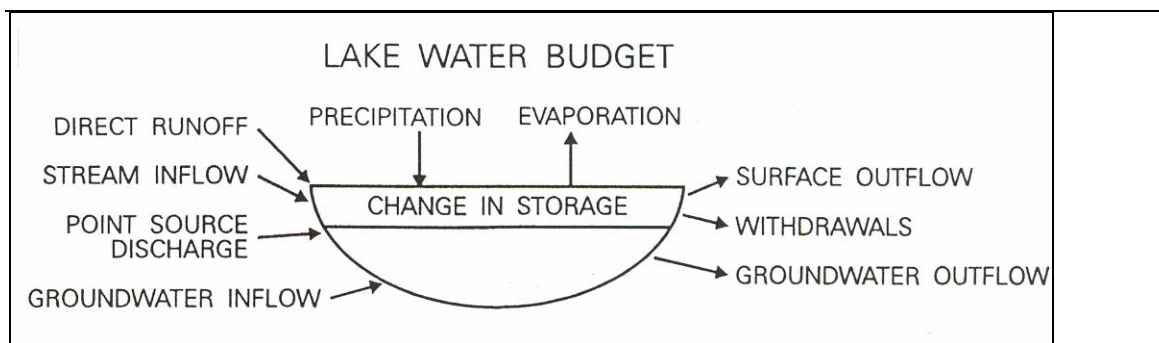 LAKE WATER BUDGET
PRECIPITATION
EVAPORATION
DIRECT RUNOFF
STREAM INFLOW
POINT SOURCE
DISCHARGE
GROUNDWATER INFLOW
CHANGE IN STORAGE
SURFACE OUTFLOW
WITHDRAWALS
GROUNDWATER OUTFLOW